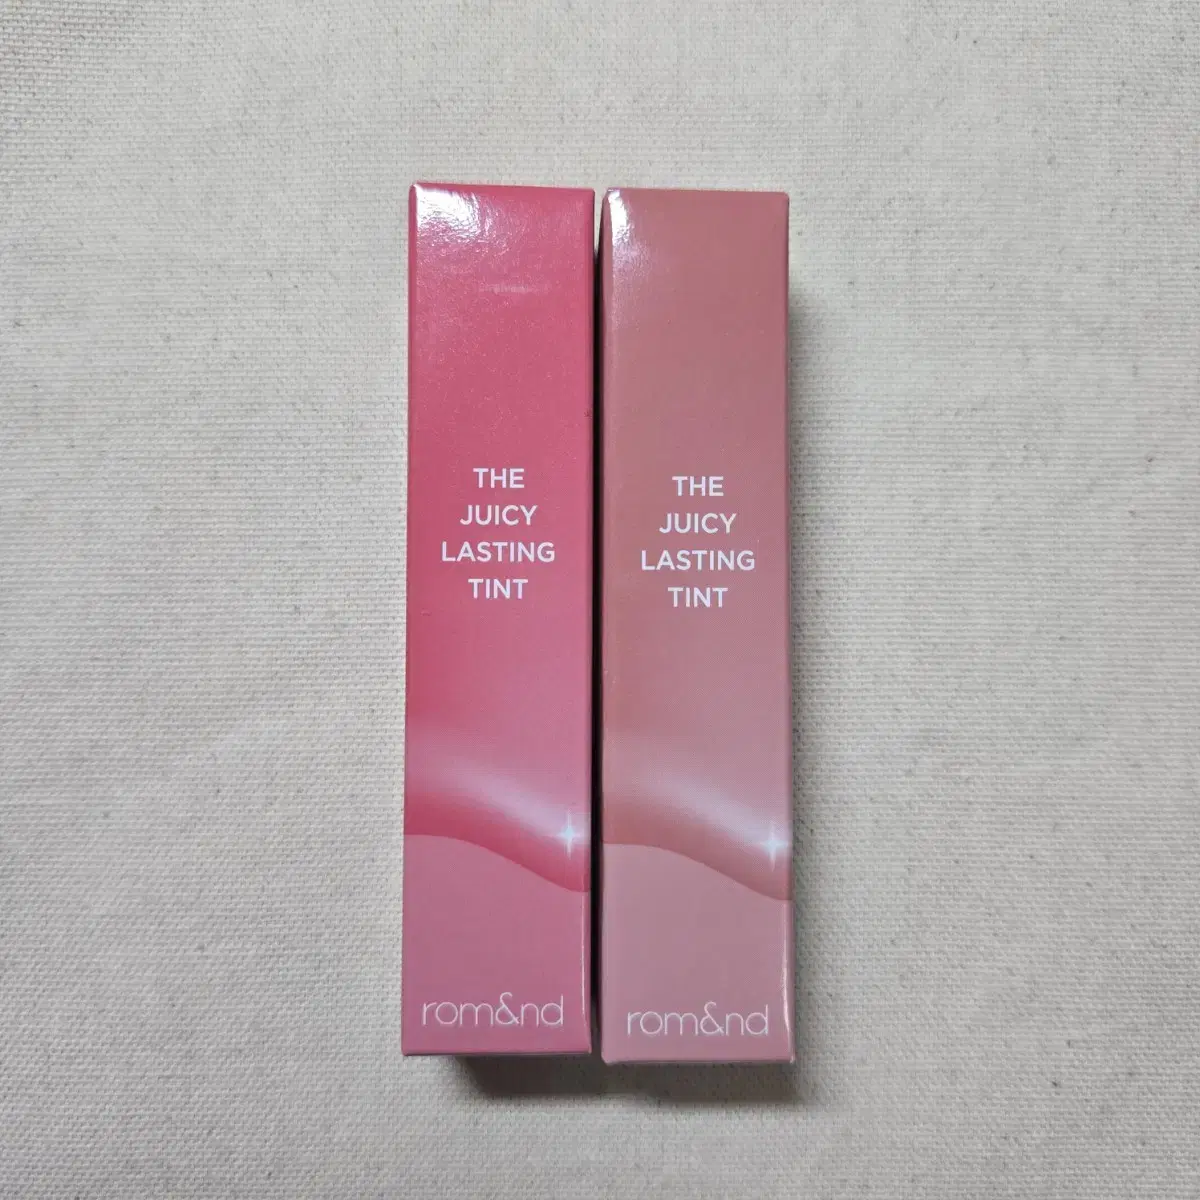 THE
JUICY
LASTING
TINT
rom&nd
THE
JUICY
LASTING
TINT
rom&nd